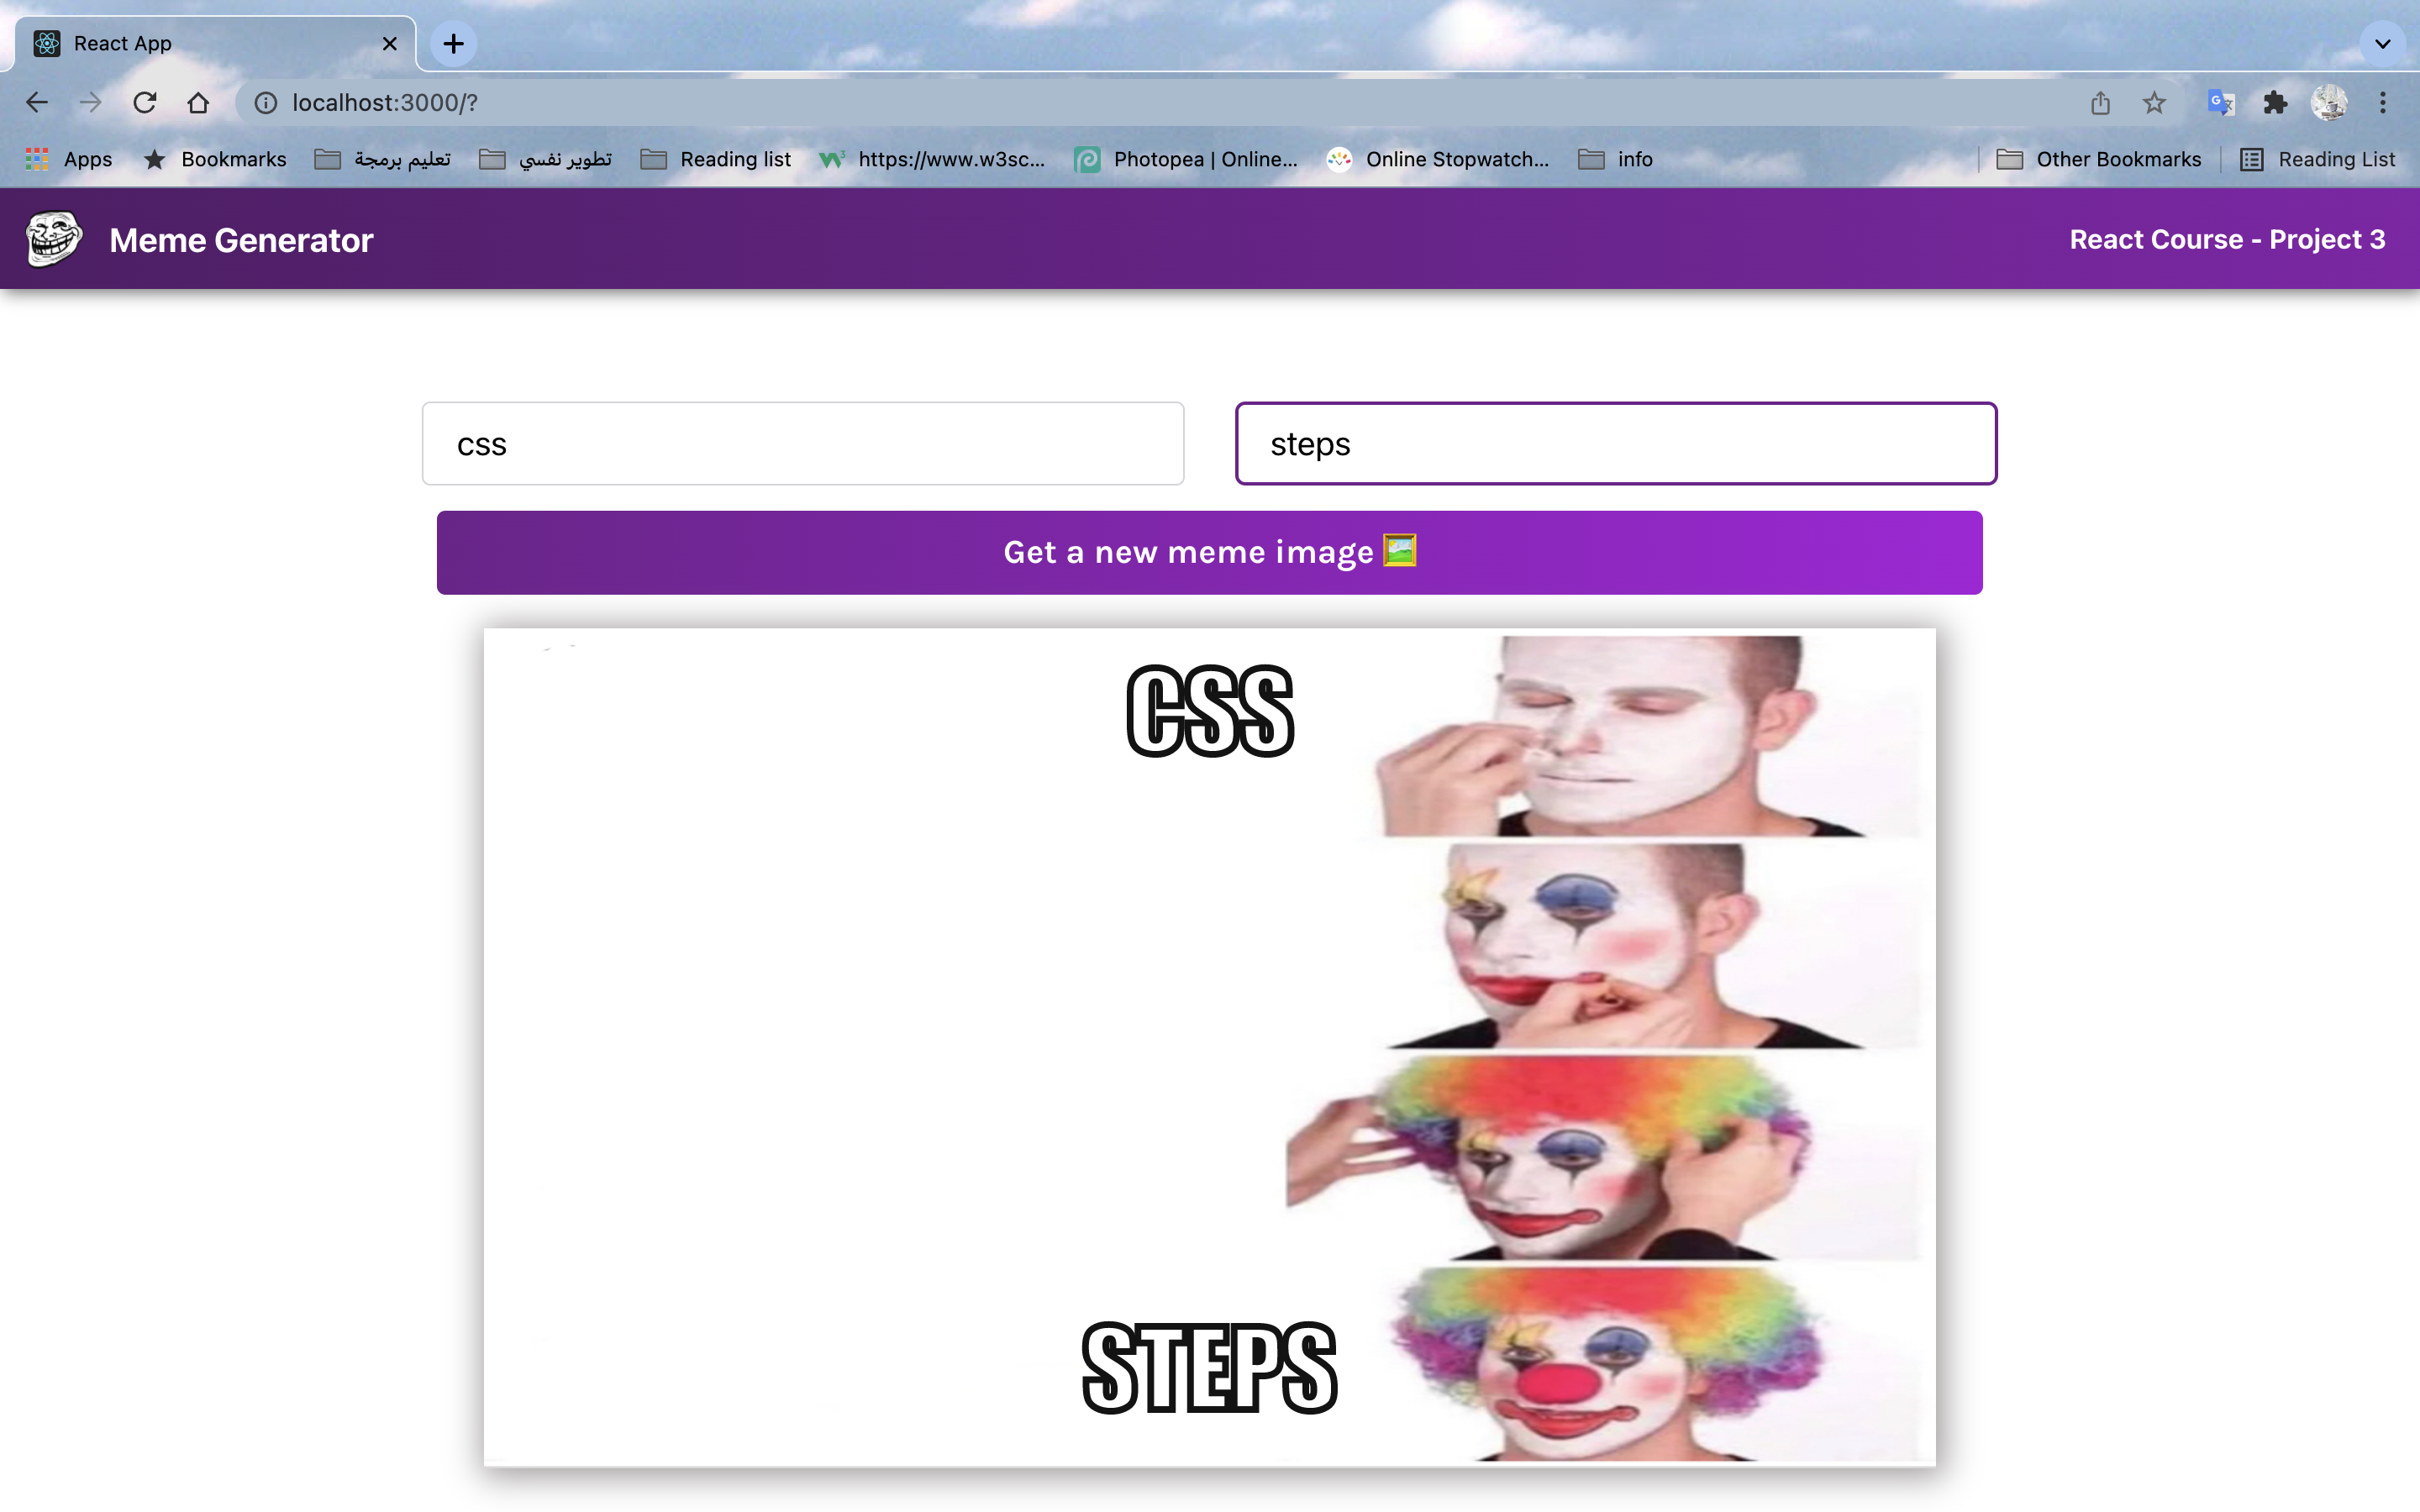 React App
localhost:3000/?
Apps
Bookmarks
تعليم برمجة
تطوير نفسي
Reading list
https://www.w3sc...
Photopea | Online...
Online Stopwatch...
info
Other Bookmarks
Reading List
Meme Generator
React Course - Project 3
css
steps
Get a new meme image
CSS
STEPS